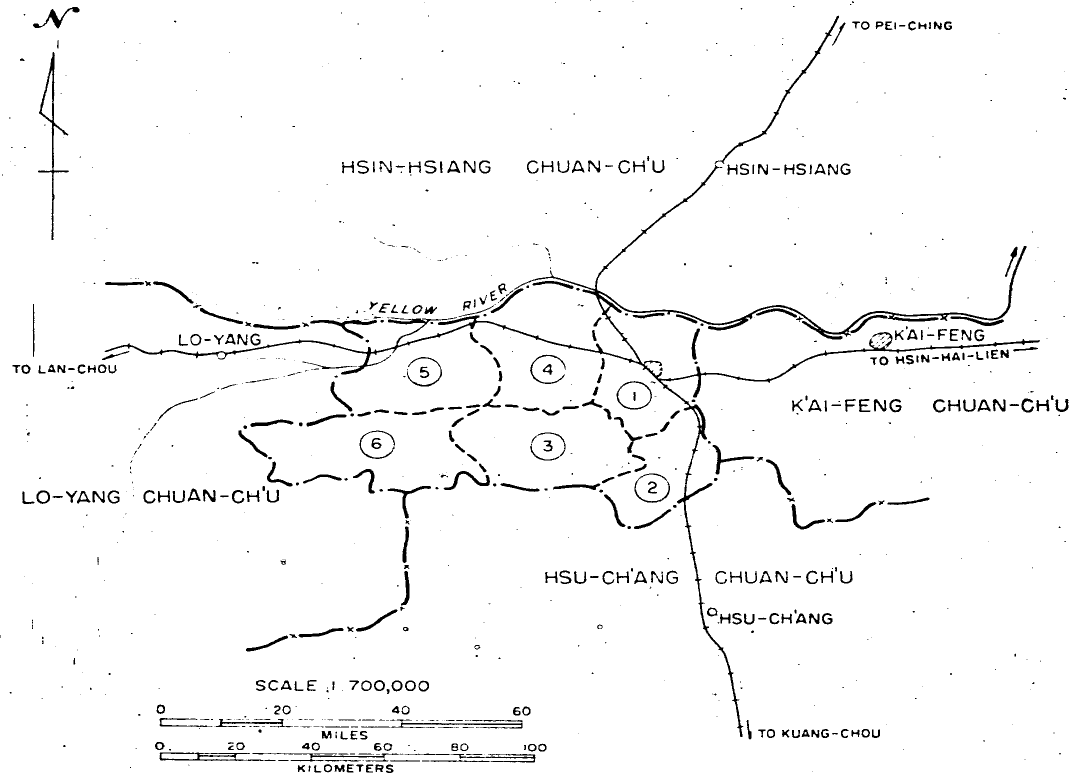 N
TO PEI-CHING
HSIN-HSIANG CHUAN-CH'U
HSIN-HSIANG
YELLOW RIVER
LO-YANG
K'AI-FENG
TO LAN-CHOU
TO HSIN-HAI-LIEN
5
4
1
K'AI-FENG CHUAN-CH'U
6
3
2
LO-YANG CHUAN-CH'U
HSU-CH'ANG CHUAN-CH'U
HSU-CH'ANG
SCALE 1:700,000
0 20 40 60
MILES
0 20 40 60 80 100
KILOMETERS
TO KUANG-CHOU